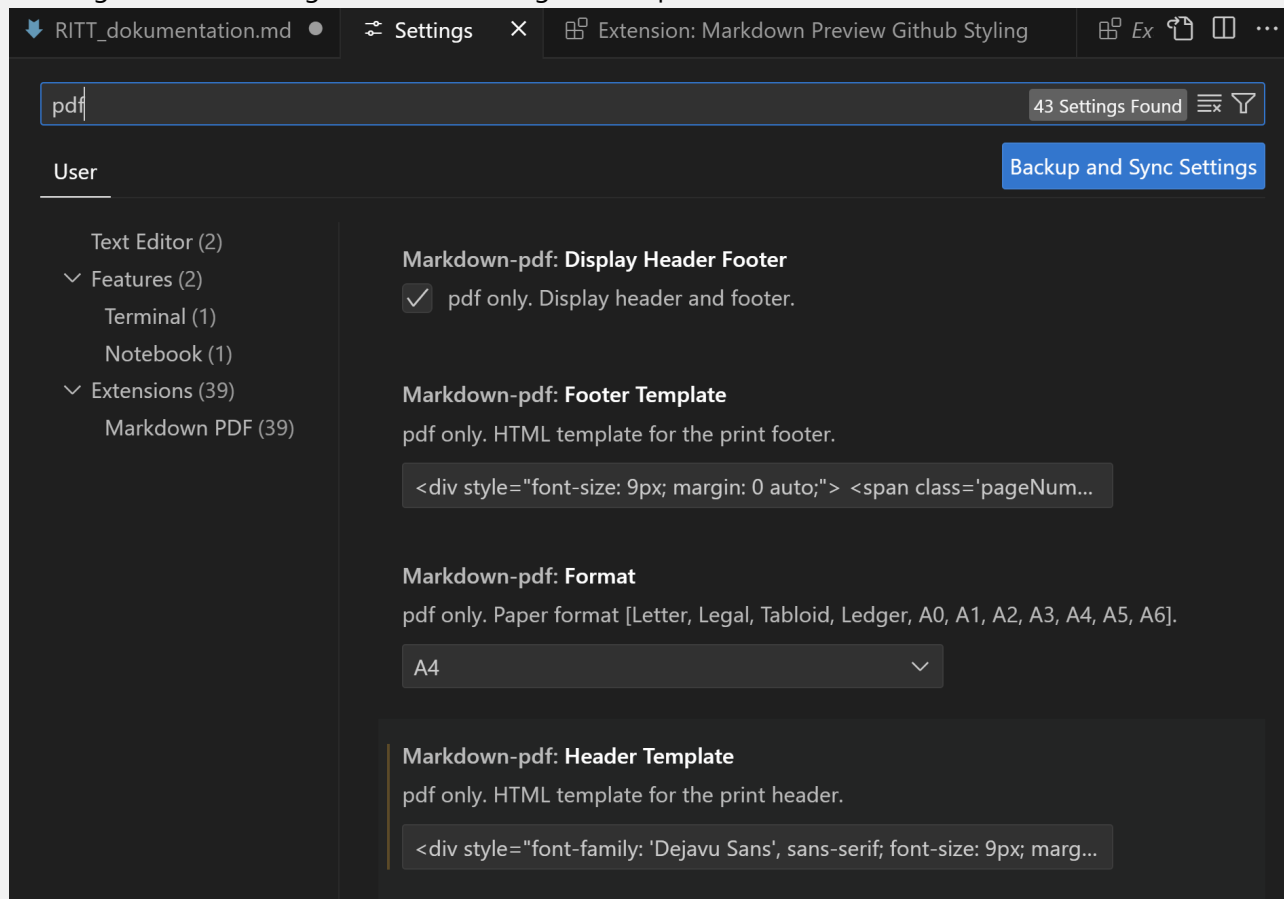 RITT_dokumentation.md
Settings
Extension: Markdown Preview Github Styling
Ex
pdf
43 Settings Found
User
Backup and Sync Settings
Text Editor (2)
Features (2)
Terminal (1)
Notebook (1)
Extensions (39)
Markdown PDF (39)
Markdown-pdf: Display Header Footer
pdf only. Display header and footer.
Markdown-pdf: Footer Template
pdf only. HTML template for the print footer.
<div style="font-size: 9px; margin: 0 auto;"> <span class='pageNum...
Markdown-pdf: Format
pdf only. Paper format [Letter, Legal, Tabloid, Ledger, A0, A1, A2, A3, A4, A5, A6].
A4
Markdown-pdf: Header Template
pdf only. HTML template for the print header.
<div style="font-family: 'Dejavu Sans', sans-serif; font-size: 9px; marg...